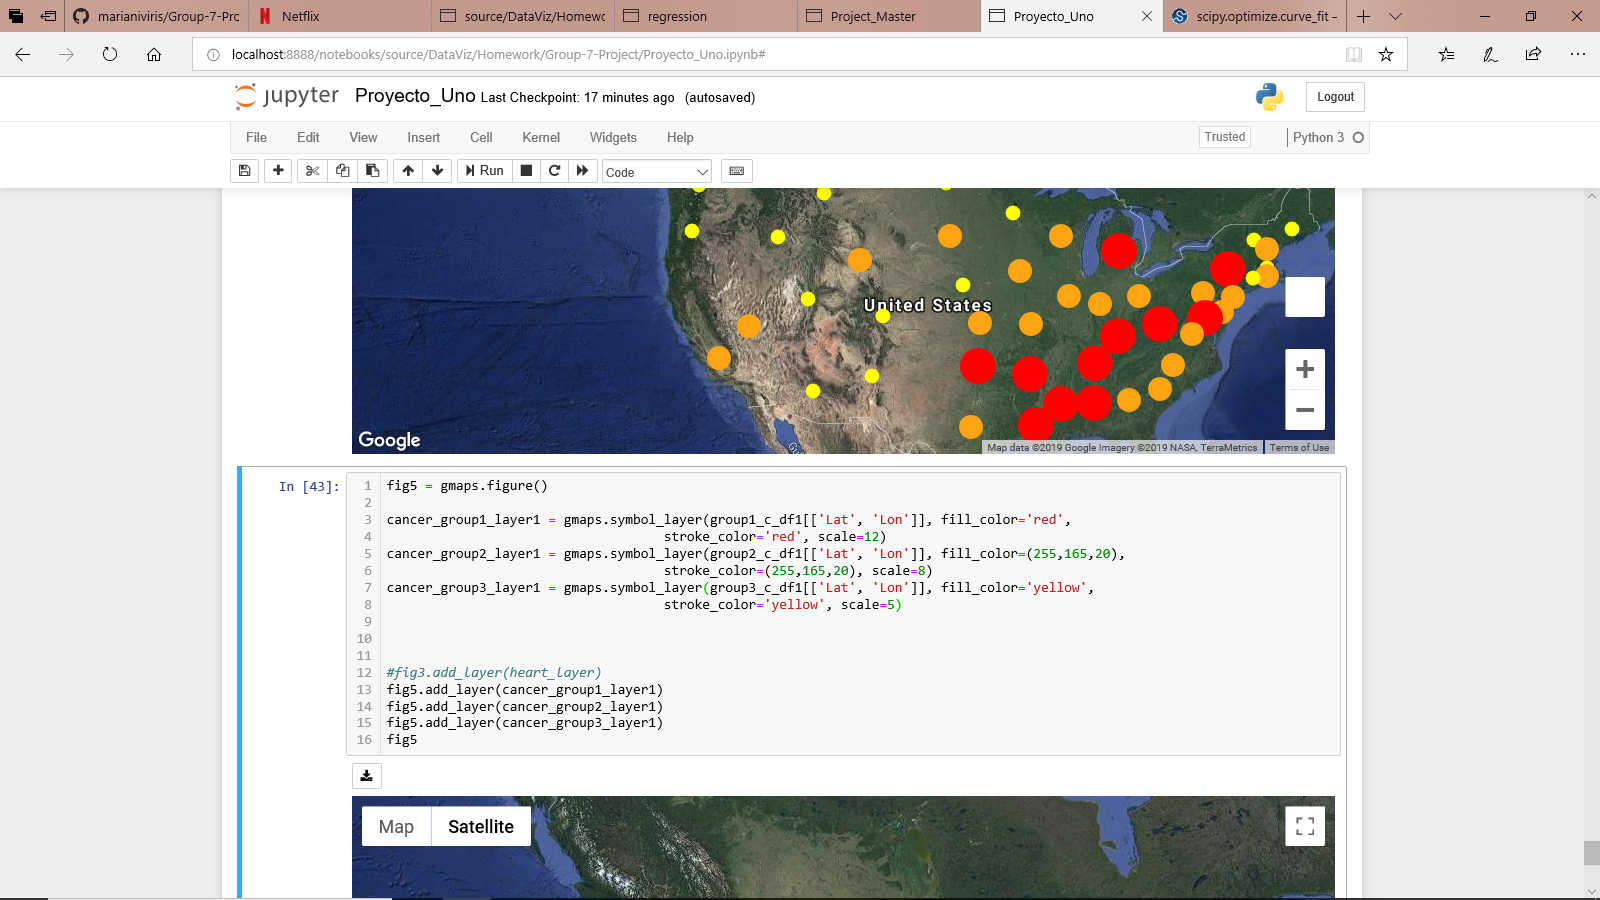 marianiviris/Group-7-Prc
Netflix
source/DataViz/Homewc
regression
Project_Master
Proyecto_Uno
scipy.optimize.curve_fit –
localhost:8888/notebooks/source/DataViz/Homework/Group-7-Project/Proyecto_Uno.ipynb#
jupyter Proyecto_Uno Last Checkpoint: 17 minutes ago (autosaved)
Logout
File Edit View Insert Cell Kernel Widgets Help
Trusted
Python 3
Run
Code
United States
Google
Map data ©2019 Google Imagery ©2019 NASA, TerraMetrics Terms of Use
In [43]:
1 fig5 = gmaps.figure()
2
3 cancer_group1_layer1 = gmaps.symbol_layer(group1_c_df1[['Lat', 'Lon']], fill_color='red',
4 stroke_color='red', scale=12)
5 cancer_group2_layer1 = gmaps.symbol_layer(group2_c_df1[['Lat', 'Lon']], fill_color=(255,165,20),
6 stroke_color=(255,165,20), scale=8)
7 cancer_group3_layer1 = gmaps.symbol_layer(group3_c_df1[['Lat', 'Lon']], fill_color='yellow',
8 stroke_color='yellow', scale=5)
9
10
11
12 #fig3.add_layer(heart_layer)
13 fig5.add_layer(cancer_group1_layer1)
14 fig5.add_layer(cancer_group2_layer1)
15 fig5.add_layer(cancer_group3_layer1)
16 fig5
Map Satellite